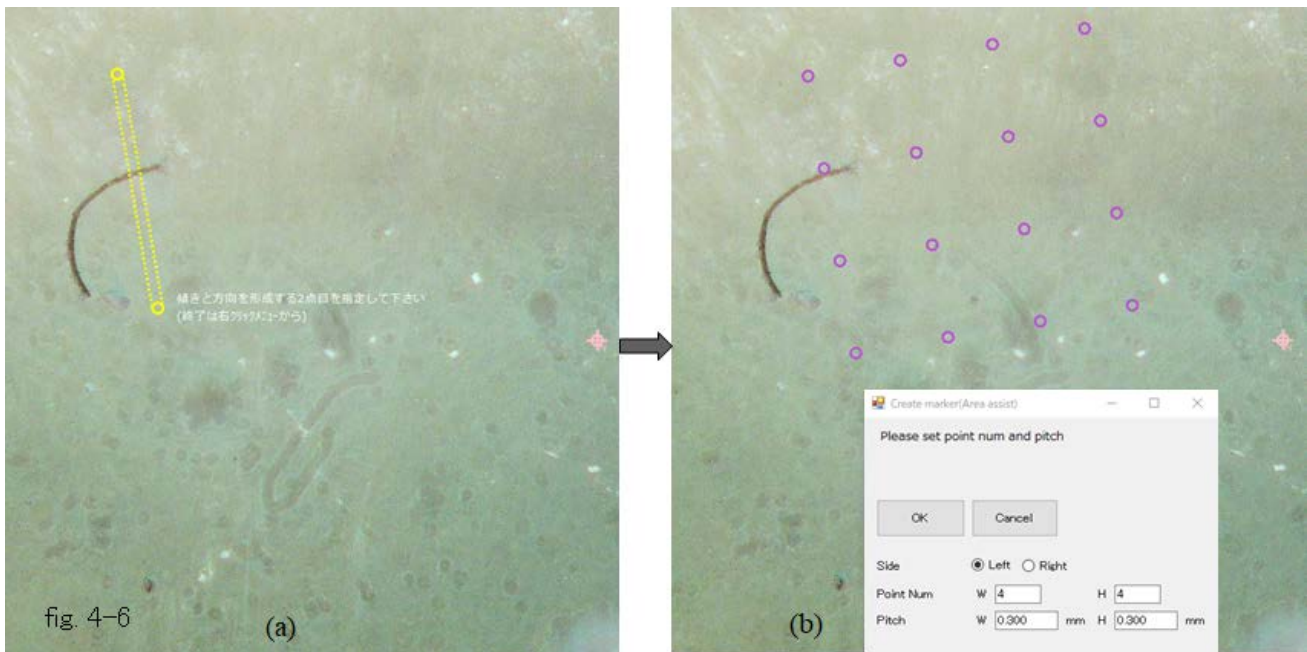 傾きと方向を形成する2点目を指定して下さい
(終了は右クリックメニューから)
fig. 4-6
(a)
(b)
Create marker(Area assist)
Please set point num and pitch
OK Cancel
Side Left Right
Point Num W 4 H 4
Pitch W 0.300 mm H 0.300 mm